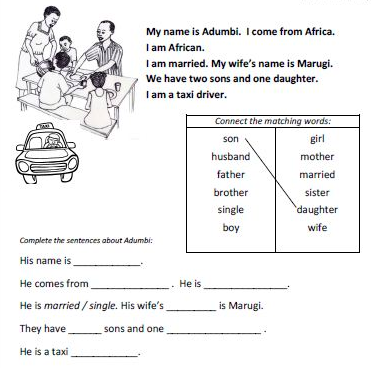 My name is Adumbi. I come from Africa.
I am African.
I am married. My wife's name is Marugi.
We have two sons and one daughter.
I am a taxi driver.
TAXI
Connect the matching words:
son girl
husband mother
father married
brother sister
single daughter
boy wife
Complete the sentences about Adumbi:
His name is ____________.
He comes from ______________ . He is _______________.
He is married / single. His wife's _________ is Marugi.
They have ______ sons and one _________________ .
He is a taxi ____________.